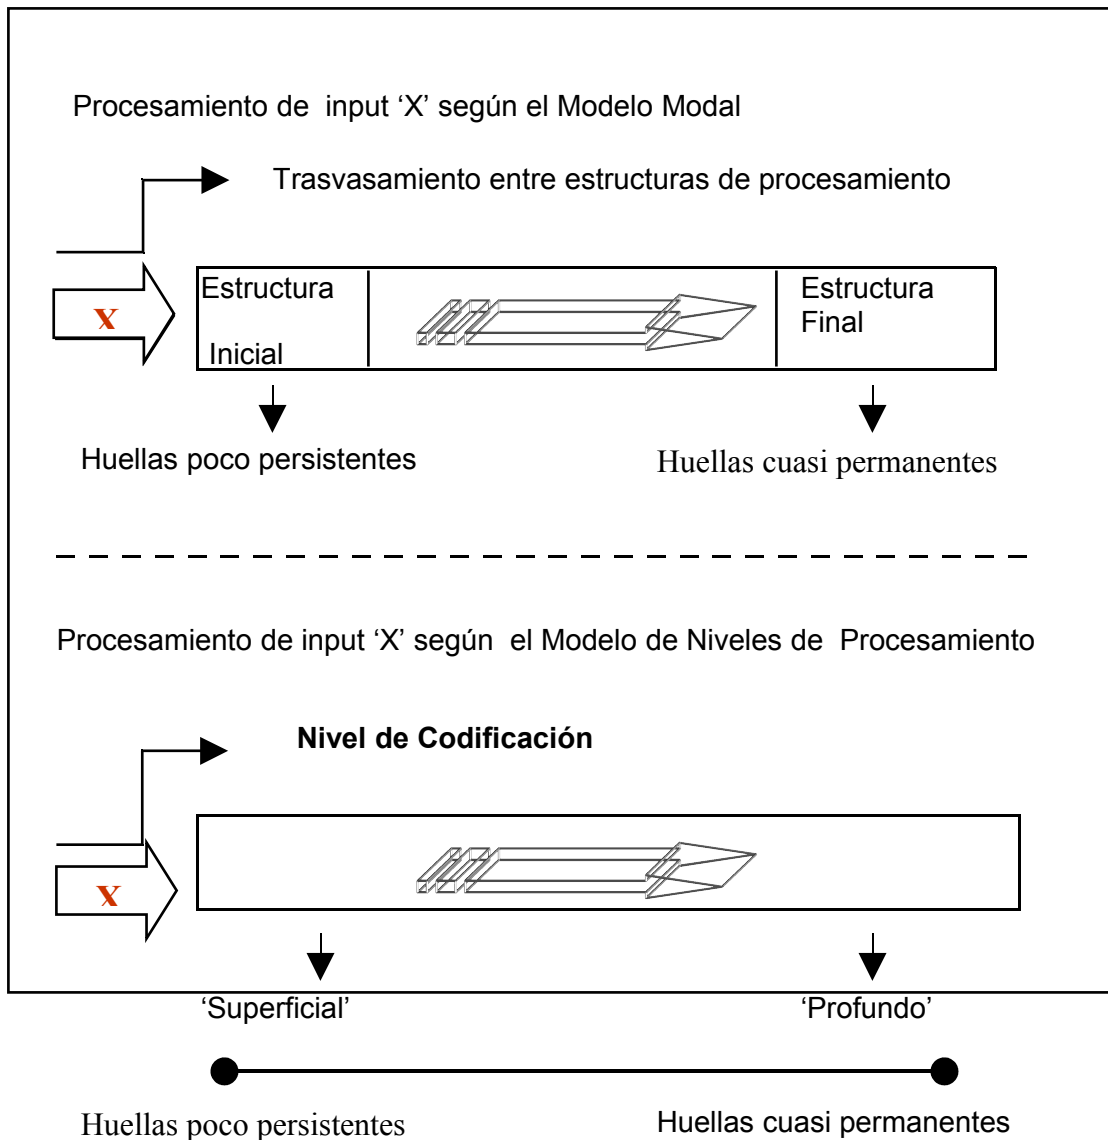 Procesamiento de input ‘X’ según el Modelo Modal
Trasvasamiento entre estructuras de procesamiento
X
Estructura
Inicial
Estructura
Final
Huellas poco persistentes
Huellas cuasi permanentes
Procesamiento de input ‘X’ según el Modelo de Niveles de Procesamiento
Nivel de Codificación
X
‘Superficial’
‘Profundo’
Huellas poco persistentes
Huellas cuasi permanentes